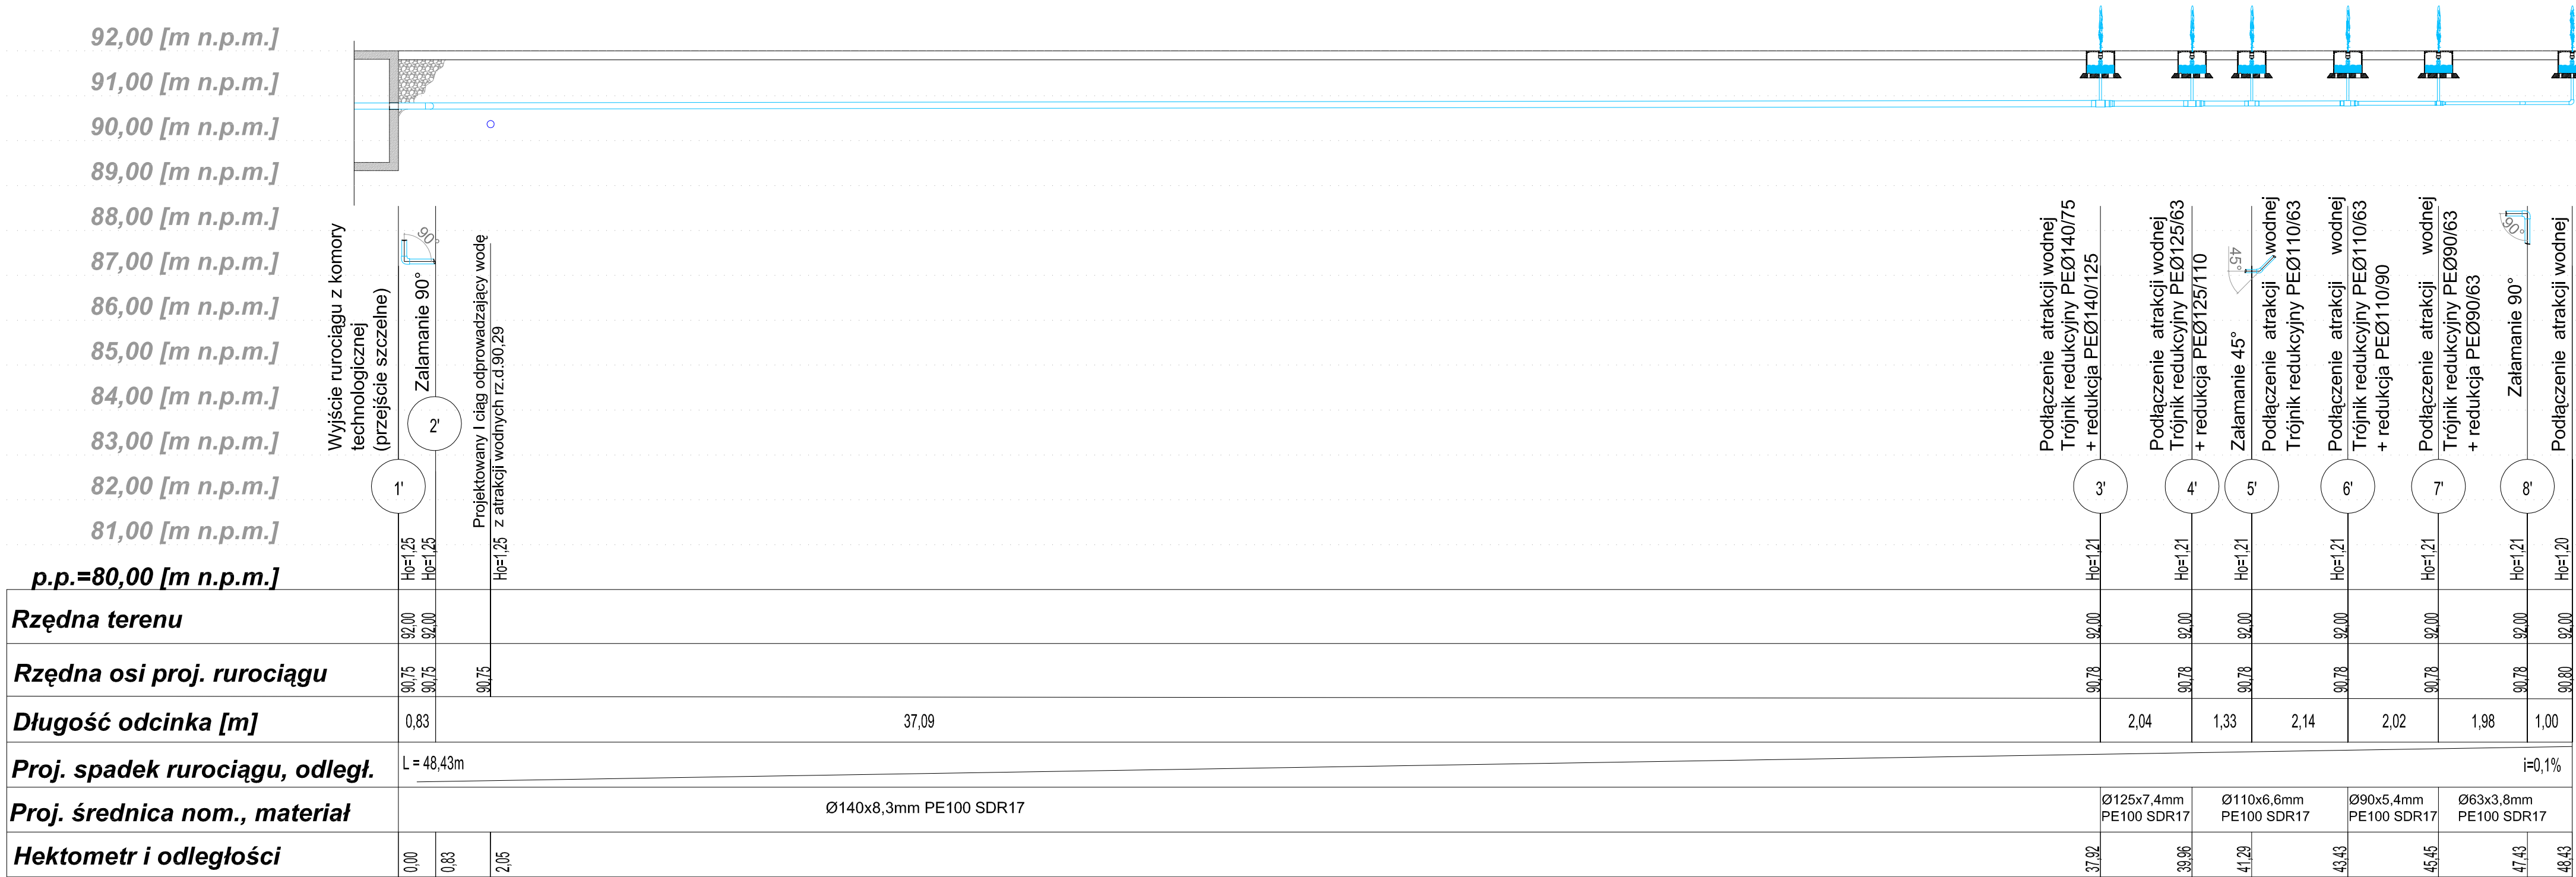 92,00 [m n.p.m.]
91,00 [m n.p.m.]
90,00 [m n.p.m.]
89,00 [m n.p.m.]
88,00 [m n.p.m.]
87,00 [m n.p.m.]
86,00 [m n.p.m.]
85,00 [m n.p.m.]
84,00 [m n.p.m.]
83,00 [m n.p.m.]
82,00 [m n.p.m.]
81,00 [m n.p.m.]
p.p.=80,00 [m n.p.m.]
Wyjście rurociągu z komory
technologicznej
(przejście szczelne)
1'
90°
Załamanie 90°
2'
Projektowany I ciąg odprowadzający wodę
z atrakcji wodnych rz.d.90,29
Podłączenie atrakcji wodnej
Trójnik redukcyjny PEØ140/75
+ redukcja PEØ140/125
3'
Podłączenie atrakcji wodnej
Trójnik redukcyjny PEØ125/63
+ redukcja PEØ125/110
4'
45°
Załamanie 45°
Podłączenie atrakcji wodnej
Trójnik redukcyjny PEØ110/63
5'
Podłączenie atrakcji wodnej
Trójnik redukcyjny PEØ110/63
+ redukcja PEØ110/90
6'
Podłączenie atrakcji wodnej
Trójnik redukcyjny PEØ90/63
+ redukcja PEØ90/63
7'
90°
Załamanie 90°
8'
Podłączenie atrakcji wodnej
Ho=1,25 Ho=1,25 Ho=1,25 Ho=1,21 Ho=1,21 Ho=1,21 Ho=1,21 Ho=1,21 Ho=1,21 Ho=1,20
Rzędna terenu 92,00 92,00 92,00 92,00 92,00 92,00 92,00 92,00 92,00
Rzędna osi proj. rurociągu 90,75 90,75 90,75 90,78 90,78 90,78 90,78 90,78 90,78 90,80
Długość odcinka [m] 0,83 37,09 2,04 1,33 2,14 2,02 1,98 1,00
Proj. spadek rurociągu, odległ. L = 48,43m i=0,1%
Proj. średnica nom., materiał
Ø140x8,3mm PE100 SDR17
Ø125x7,4mm
PE100 SDR17
Ø110x6,6mm
PE100 SDR17
Ø90x5,4mm
PE100 SDR17
Ø63x3,8mm
PE100 SDR17
Hektometr i odległości 0,00 0,83 2,05 37,92 39,96 41,29 43,43 45,45 47,43 48,43